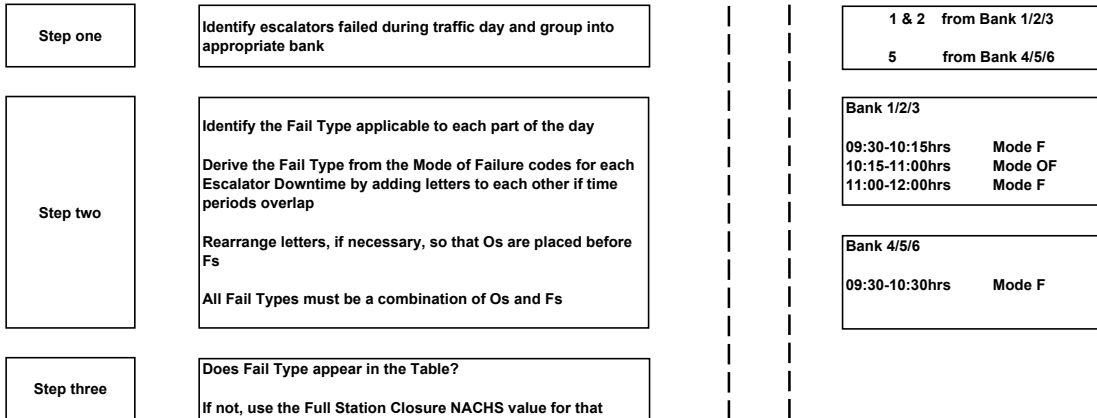 Step one
Identify escalators failed during traffic day and group into
appropriate bank
1 & 2 from Bank 1/2/3
5 from Bank 4/5/6
Step two
Identify the Fail Type applicable to each part of the day
Derive the Fail Type from the Mode of Failure codes for each
Escalator Downtime by adding letters to each other if time
periods overlap
Rearrange letters, if necessary, so that Os are placed before
Fs
All Fail Types must be a combination of Os and Fs
Bank 1/2/3
09:30-10:15hrs Mode F
10:15-11:00hrs Mode OF
11:00-12:00hrs Mode F
Bank 4/5/6
09:30-10:30hrs Mode F
Step three
Does Fail Type appear in the Table?
If not, use the Full Station Closure NACHS value for that